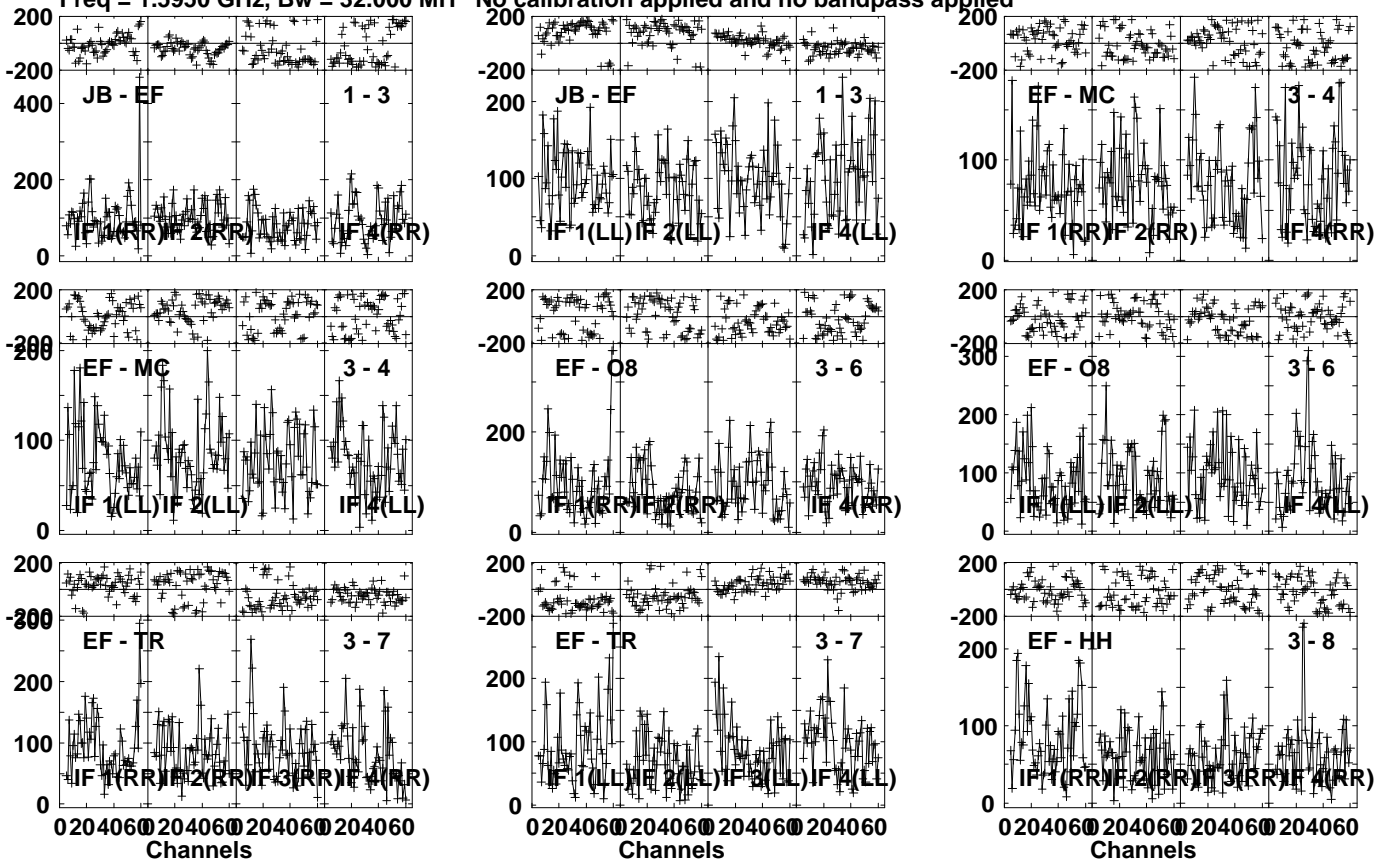 Freq = 1.5950 GHz, Bw = 32.000 MH No calibration applied and no bandpass applied
200
-200
JB - EF 1 - 3
400
200
0
IF 1(RR) IF 2(RR) IF 4(RR)
JB - EF 1 - 3
200
100
0
IF 1(LL) IF 2(LL) IF 4(LL)
200
-200
EF - MC 3 - 4
100
0
IF 1(RR) IF 2(RR) IF 4(RR)
200
-200
200
EF - MC 3 - 4
100
0
IF 1(LL) IF 2(LL) IF 4(LL)
200
-200
EF - O8 3 - 6
200
0
IF 1(RR) IF 2(RR) IF 4(RR)
200
-200
300
EF - O8 3 - 6
200
100
0
IF 1(LL) IF 2(LL) IF 4(LL)
200
-200
300
EF - TR 3 - 7
200
100
0
IF 1(RR) IF 2(RR) IF 3(RR) IF 4(RR)
0 20 40 60 0 20 40 60 0 20 40 60 0 20 40 60
Channels
200
-200
EF - TR 3 - 7
200
100
0
IF 1(LL) IF 2(LL) IF 3(LL) IF 4(LL)
0 20 40 60 0 20 40 60 0 20 40 60 0 20 40 60
Channels
200
-200
EF - HH 3 - 8
200
100
0
IF 1(RR) IF 2(RR) IF 3(RR) IF 4(RR)
0 20 40 60 0 20 40 60 0 20 40 60 0 20 40 60
Channels